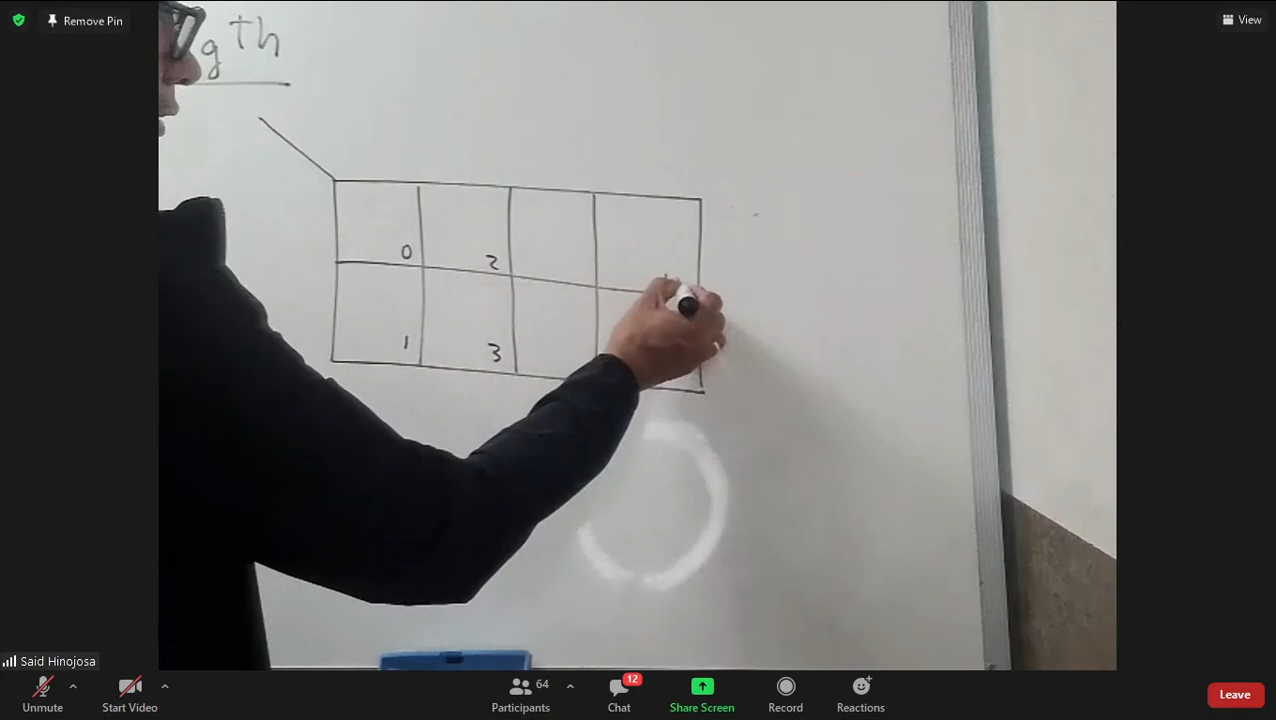 Remove Pin
View
gth
0 2
1 3
Said Hinojosa
64
12
Unmute
Start Video
Participants
Chat
Share Screen
Record
Reactions
Leave